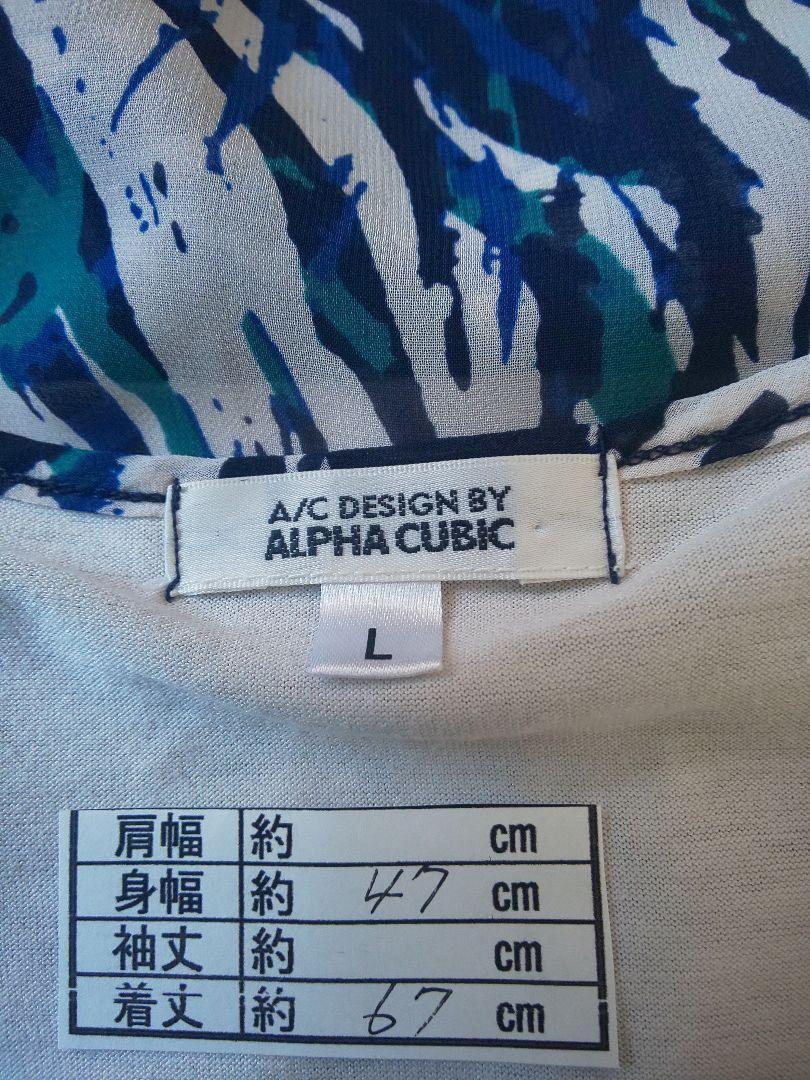 A/C DESIGN BY
ALPHA CUBIC
L
肩幅 約 cm
身幅 約 47 cm
袖丈 約 cm
着丈 約 67 cm